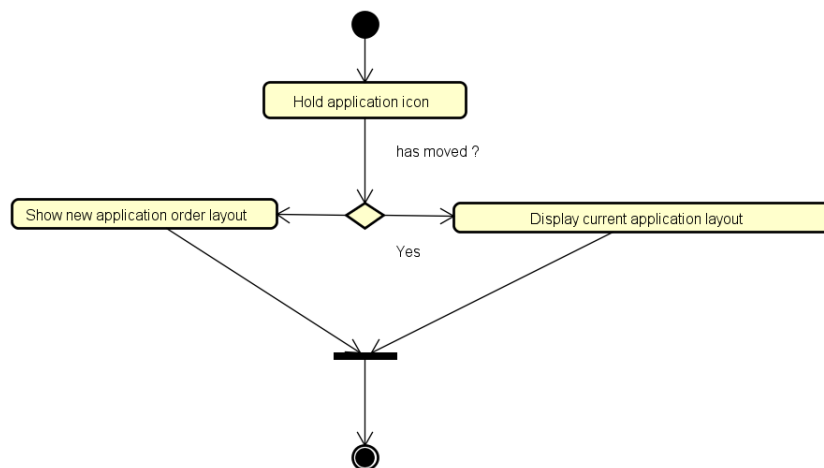 Hold application icon
has moved ?
Show new application order layout
Display current application layout
Yes